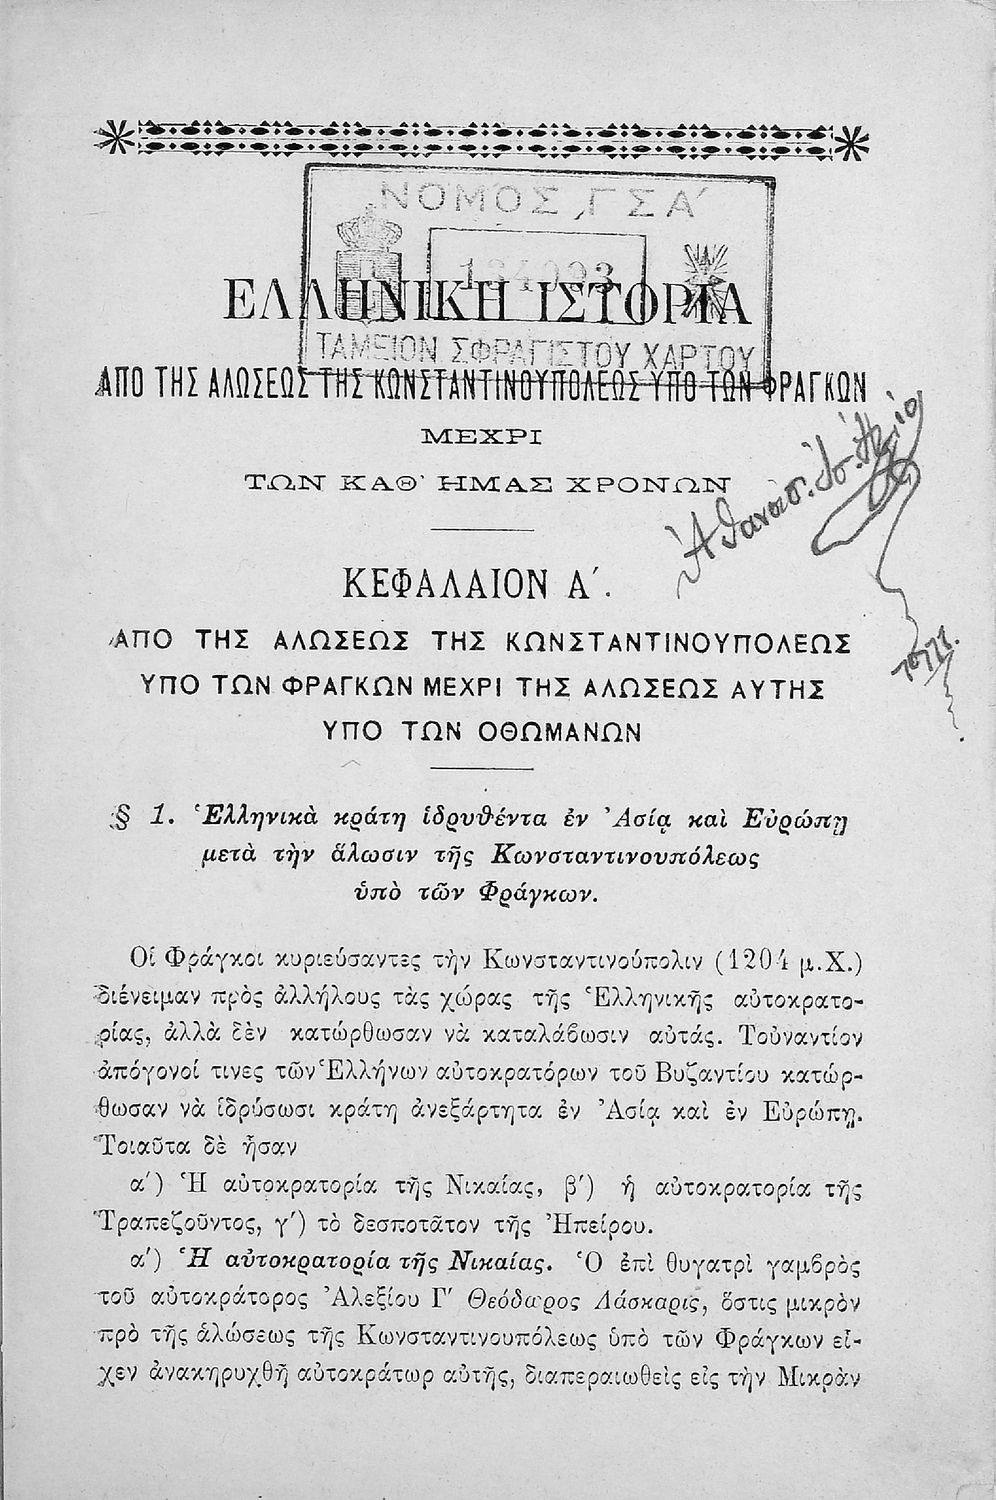 ΝΟΜΟΣ ͵ΓΣΑ΄
134093
ΕΛΛΗΝΙΚΗ ΙΣΤΟΡΙΑ
ΤΑΜΕΙΟΝ ΣΦΡΑΓΙΣΤΟΥ ΧΑΡΤΟΥ
ΑΠΟ ΤΗΣ ΑΛΩΣΕΩΣ ΤΗΣ ΚΩΝΣΤΑΝΤΙΝΟΥΠΟΛΕΩΣ ΥΠΟ ΤΩΝ ΦΡΑΓΚΩΝ
ΜΕΧΡΙ
ΤΩΝ ΚΑΘ᾿ ΗΜΑΣ ΧΡΟΝΩΝ
ΚΕΦΑΛΑΙΟΝ Α΄.
ΑΠΟ ΤΗΣ ΑΛΩΣΕΩΣ ΤΗΣ ΚΩΝΣΤΑΝΤΙΝΟΥΠΟΛΕΩΣ
ΥΠΟ ΤΩΝ ΦΡΑΓΚΩΝ ΜΕΧΡΙ ΤΗΣ ΑΛΩΣΕΩΣ ΑΥΤΗΣ
ΥΠΟ ΤΩΝ ΟΘΩΜΑΝΩΝ
§ 1. Ἑλληνικὰ κράτη ἱδρυθέντα ἐν Ἀσίᾳ καὶ Εὐρώπῃ
μετὰ τὴν ἅλωσιν τῆς Κωνσταντινουπόλεως
ὑπὸ τῶν Φράγκων.
Οἱ Φράγκοι κυριεύσαντες τὴν Κωνσταντινούπολιν (1204 μ.Χ.)
διένειμαν πρὸς ἀλλήλους τὰς χώρας τῆς Ἑλληνικῆς αὐτοκρατο-
ρίας, ἀλλὰ δὲν κατώρθωσαν νὰ καταλάβωσιν αὐτάς. Τοὐναντίον
ἀπόγονοί τινες τῶν Ἑλλήνων αὐτοκρατόρων τοῦ Βυζαντίου κατώρ-
θωσαν νὰ ἱδρύσωσι κράτη ἀνεξάρτητα ἐν Ἀσίᾳ καὶ ἐν Εὐρώπῃ.
Τοιαῦτα δὲ ἦσαν
α΄) Ἡ αὐτοκρατορία τῆς Νικαίας, β΄) ἡ αὐτοκρατορία τῆς
Τραπεζοῦντος, γ΄) τὸ δεσποτᾶτον τῆς Ἠπείρου.
α΄) Ἡ αὐτοκρατορία τῆς Νικαίας. Ὁ ἐπὶ θυγατρὶ γαμβρὸς
τοῦ αὐτοκράτορος Ἀλεξίου Γ΄ Θεόδωρος Λάσκαρις, ὅστις μικρὸν
πρὸ τῆς ἁλώσεως τῆς Κωνσταντινουπόλεως ὑπὸ τῶν Φράγκων εἶ-
χεν ἀνακηρυχθῆ αὐτοκράτωρ αὐτῆς, διαπεραιωθεὶς εἰς τὴν Μικρὰν